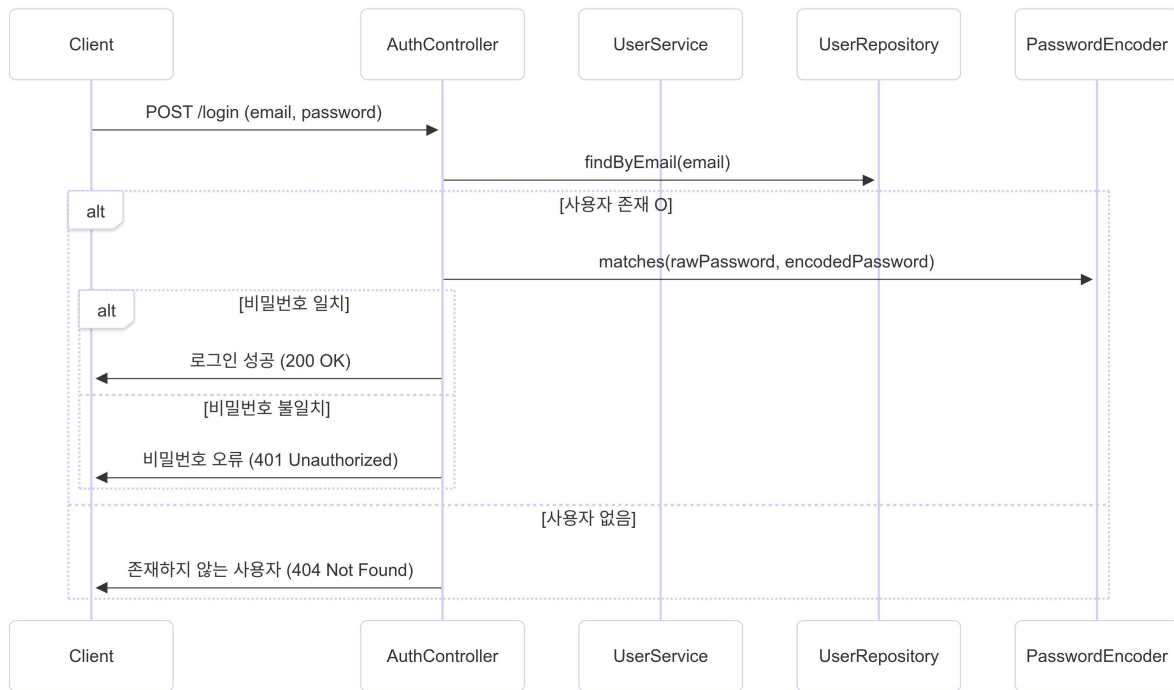 Client
AuthController
UserService
UserRepository
PasswordEncoder
POST /login (email, password)
findByEmail(email)
alt
[사용자 존재 O]
matches(rawPassword, encodedPassword)
alt
[비밀번호 일치]
로그인 성공 (200 OK)
[비밀번호 불일치]
비밀번호 오류 (401 Unauthorized)
[사용자 없음]
존재하지 않는 사용자 (404 Not Found)
Client
AuthController
UserService
UserRepository
PasswordEncoder